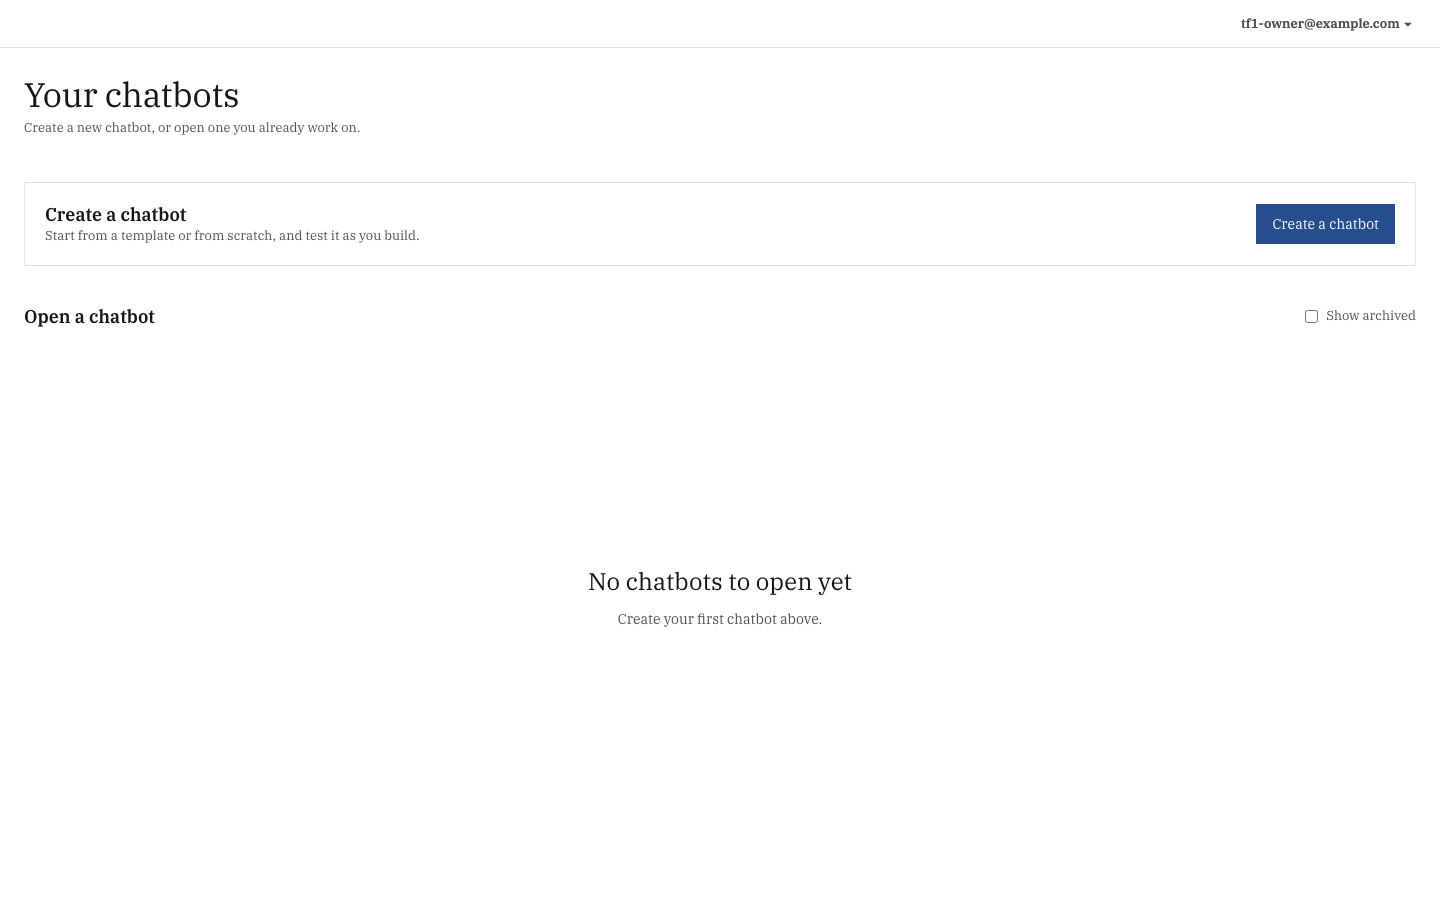 tf1-owner@example.com
Your chatbots
Create a new chatbot, or open one you already work on.
Create a chatbot
Start from a template or from scratch, and test it as you build.
Create a chatbot
Open a chatbot
Show archived
No chatbots to open yet
Create your first chatbot above.